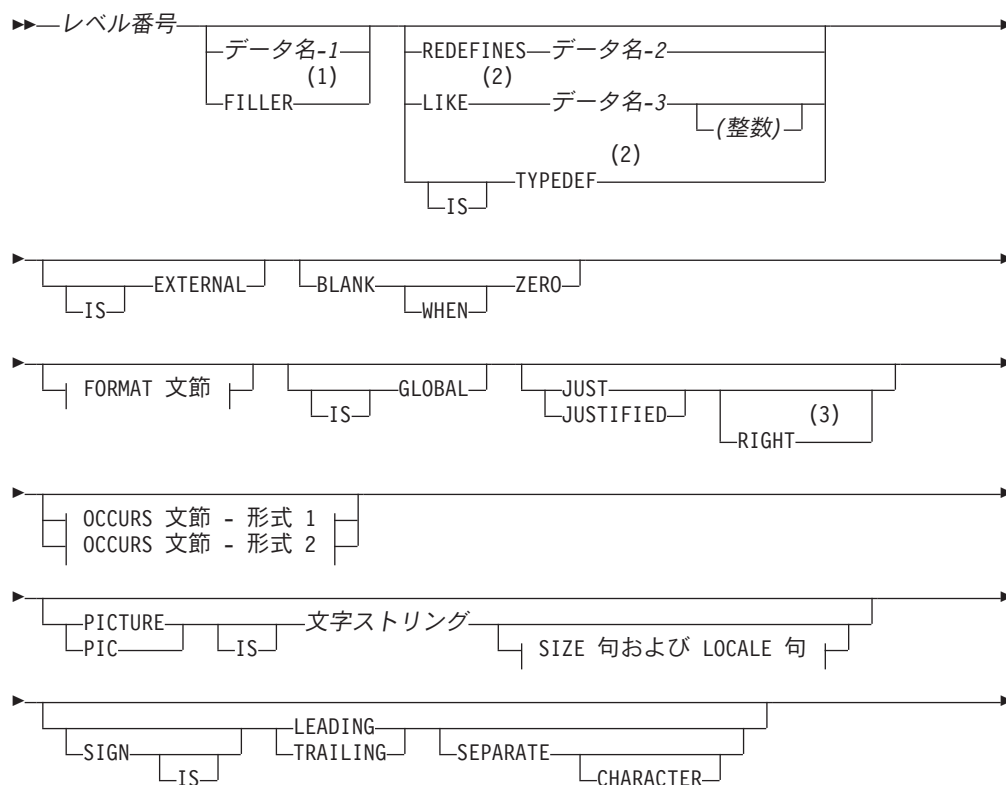 レベル番号
データ名-1
(1)
FILLER
REDEFINES データ名-2
(2)
LIKE データ名-3
(整数)
(2)
TYPEDEF
IS
EXTERNAL BLANK ZERO
IS WHEN
FORMAT 文節 GLOBAL JUST
IS JUSTIFIED (3)
RIGHT
OCCURS 文節 - 形式 1
OCCURS 文節 - 形式 2
PICTURE 文字ストリング
PIC IS SIZE 句および LOCALE 句
LEADING
SIGN TRAILING SEPARATE
IS CHARACTER